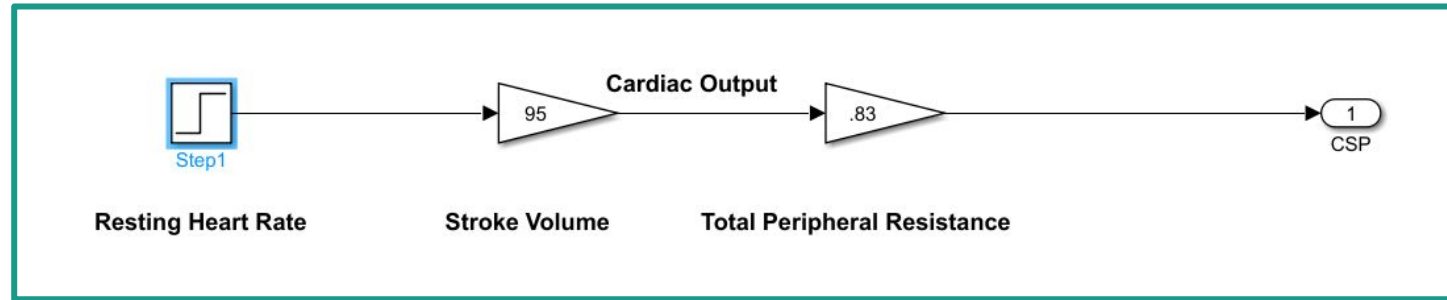 Cardiac Output
95
.83
1
Step1
CSP
Resting Heart Rate
Stroke Volume
Total Peripheral Resistance